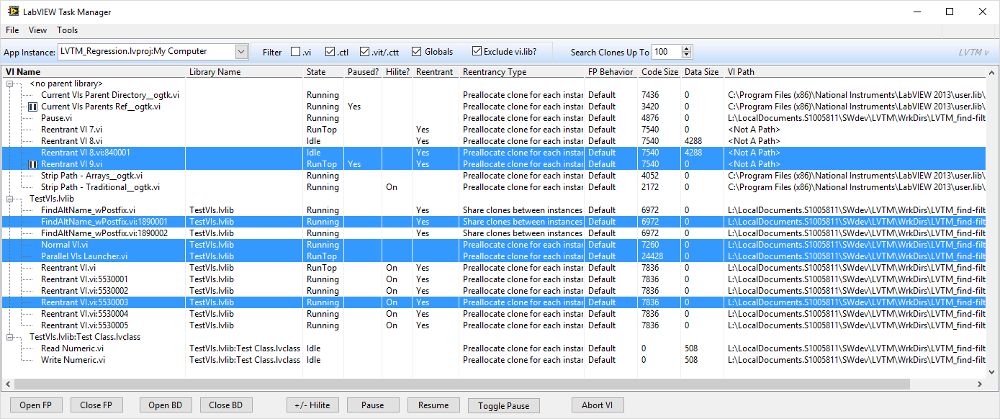 LabVIEW Task Manager
File View Tools
App Instance: LVTM_Regression.lvproj:My Computer Filter .vi .ctl .vit/.ctt Globals Exclude vi.lib? Search Clones Up To 100 LVTM v
VI Name Library Name State Paused? Hilite? Reentrant Reentrancy Type FP Behavior Code Size Data Size VI Path
<no parent library>
Current VIs Parent Directory__ogtk.vi Running Preallocate clone for each instar Default 7436 0 C:\Program Files (x86)\National Instruments\LabVIEW 2013\user.lib\
Current VIs Parents Ref__ogtk.vi Running Yes Preallocate clone for each instar Default 3420 0 C:\Program Files (x86)\National Instruments\LabVIEW 2013\user.lib\
Pause.vi Running Preallocate clone for each instar Default 4876 0 L:\LocalDocuments.S1005811\SWdev\LVTM\WrkDirs\LVTM_find-filt
Reentrant VI 7.vi RunTop Yes Preallocate clone for each instar Default 7540 0 <Not A Path>
Reentrant VI 8.vi Idle Yes Preallocate clone for each instar Default 7540 4288 <Not A Path>
Reentrant VI 8.vi:840001 Idle Yes Preallocate clone for each instar Default 7540 4288 <Not A Path>
Reentrant VI 9.vi RunTop Yes Yes Preallocate clone for each instar Default 7540 0 <Not A Path>
Strip Path - Arrays__ogtk.vi Running Preallocate clone for each instar Default 4052 0 C:\Program Files (x86)\National Instruments\LabVIEW 2013\user.lib\
Strip Path - Traditional__ogtk.vi Running On Preallocate clone for each instar Default 2172 0 C:\Program Files (x86)\National Instruments\LabVIEW 2013\user.lib\
TestVIs.lvlib
FindAltName_wPostfix.vi TestVIs.lvlib Running Yes Share clones between instances Default 6972 0 L:\LocalDocuments.S1005811\SWdev\LVTM\WrkDirs\LVTM_find-filt
FindAltName_wPostfix.vi:1890001 TestVIs.lvlib Running Yes Share clones between instances Default 6972 0 L:\LocalDocuments.S1005811\SWdev\LVTM\WrkDirs\LVTM_find-filt
FindAltName_wPostfix.vi:1890002 TestVIs.lvlib Running Yes Share clones between instances Default 6972 0 L:\LocalDocuments.S1005811\SWdev\LVTM\WrkDirs\LVTM_find-filt
Normal VI.vi TestVIs.lvlib Running Preallocate clone for each instar Default 7260 0 L:\LocalDocuments.S1005811\SWdev\LVTM\WrkDirs\LVTM_find-filt
Parallel VIs Launcher.vi TestVIs.lvlib RunTop Preallocate clone for each instar Default 24428 0 L:\LocalDocuments.S1005811\SWdev\LVTM\WrkDirs\LVTM_find-filt
Reentrant VI.vi TestVIs.lvlib RunTop On Yes Preallocate clone for each instar Default 7836 0 L:\LocalDocuments.S1005811\SWdev\LVTM\WrkDirs\LVTM_find-filt
Reentrant VI.vi:5530001 TestVIs.lvlib Running On Yes Preallocate clone for each instar Default 7836 0 L:\LocalDocuments.S1005811\SWdev\LVTM\WrkDirs\LVTM_find-filt
Reentrant VI.vi:5530002 TestVIs.lvlib Running On Yes Preallocate clone for each instar Default 7836 0 L:\LocalDocuments.S1005811\SWdev\LVTM\WrkDirs\LVTM_find-filt
Reentrant VI.vi:5530003 TestVIs.lvlib Running On Yes Preallocate clone for each instar Default 7836 0 L:\LocalDocuments.S1005811\SWdev\LVTM\WrkDirs\LVTM_find-filt
Reentrant VI.vi:5530004 TestVIs.lvlib Running On Yes Preallocate clone for each instar Default 7836 0 L:\LocalDocuments.S1005811\SWdev\LVTM\WrkDirs\LVTM_find-filt
Reentrant VI.vi:5530005 TestVIs.lvlib Running On Yes Preallocate clone for each instar Default 7836 0 L:\LocalDocuments.S1005811\SWdev\LVTM\WrkDirs\LVTM_find-filt
TestVIs.lvlib:Test Class.lvclass
Read Numeric.vi TestVIs.lvlib:Test Class.lvclass Idle Preallocate clone for each instar Default 0 508 L:\LocalDocuments.S1005811\SWdev\LVTM\WrkDirs\LVTM_find-filt
Write Numeric.vi TestVIs.lvlib:Test Class.lvclass Idle Preallocate clone for each instar Default 0 508 L:\LocalDocuments.S1005811\SWdev\LVTM\WrkDirs\LVTM_find-filt
Open FP Close FP Open BD Close BD +/- Hilite Pause Resume Toggle Pause Abort VI